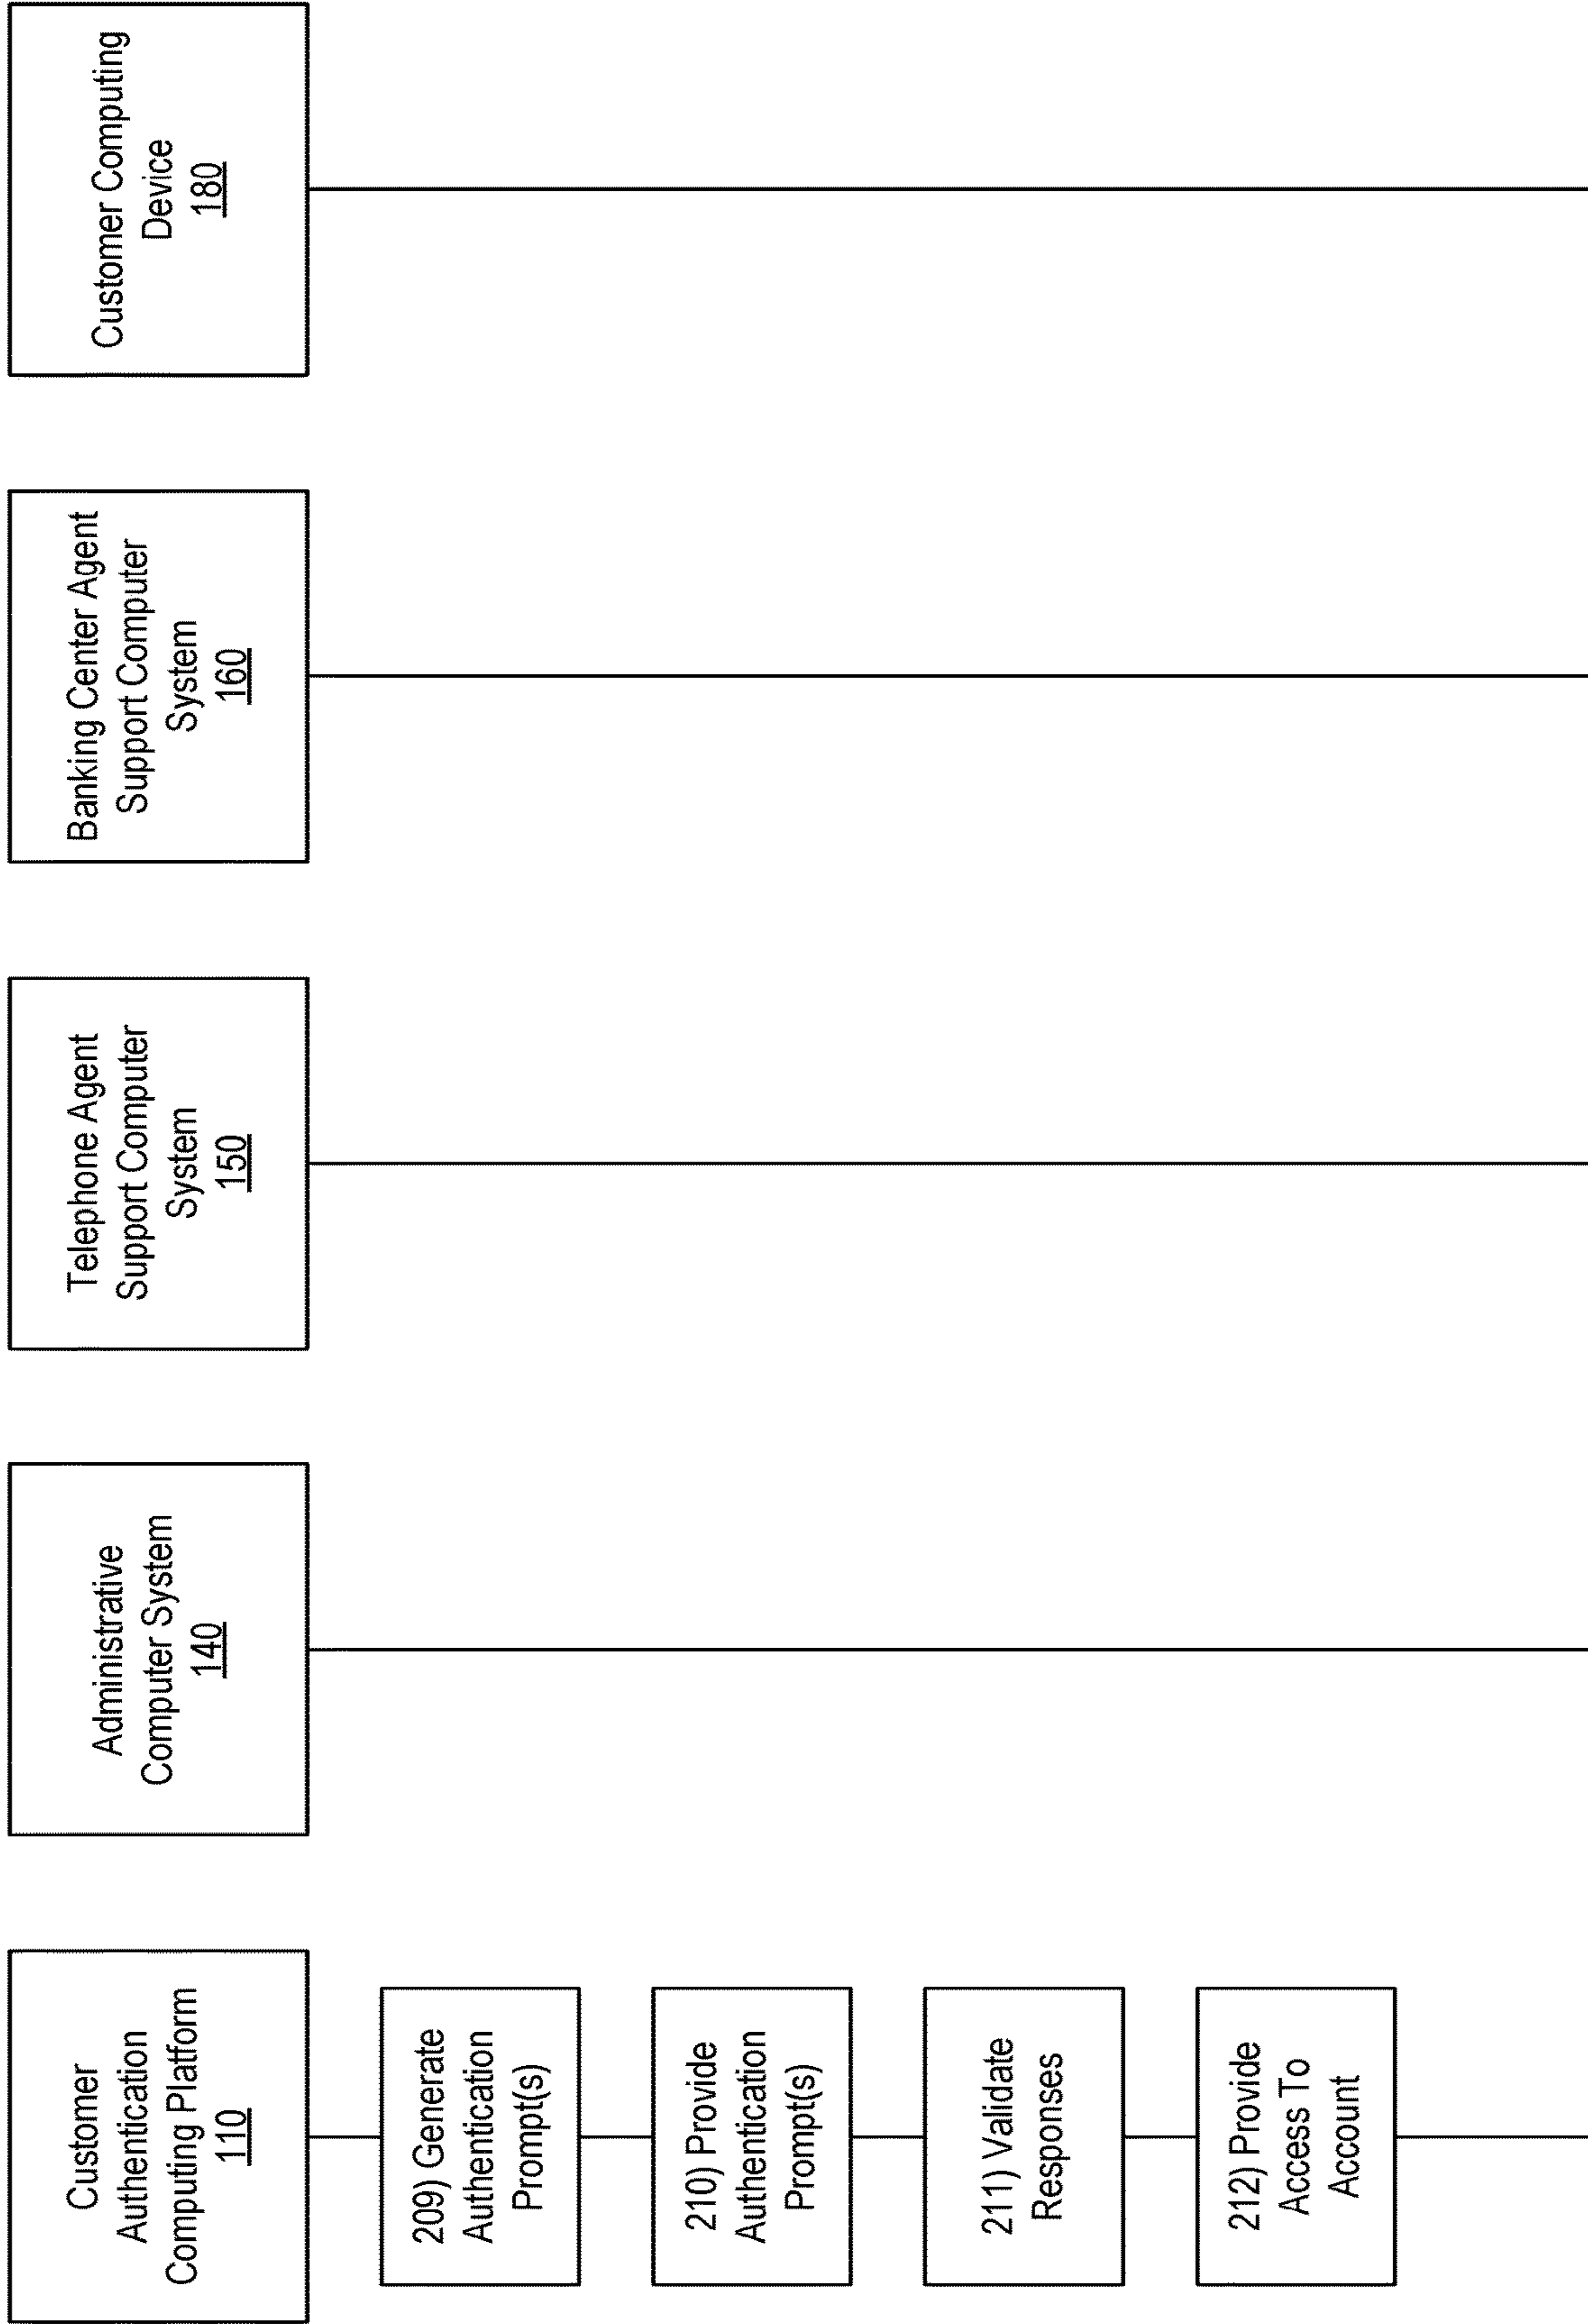 Customer
Authentication
Computing Platform
110
Administrative
Computer System
140
Telephone Agent
Support Computer
System
150
Banking Center Agent
Support Computer
System
160
Customer Computing
Device
180
209) Generate
Authentication
Prompt(s)
210) Provide
Authentication
Prompt(s)
211) Validate
Responses
212) Provide
Access To
Account